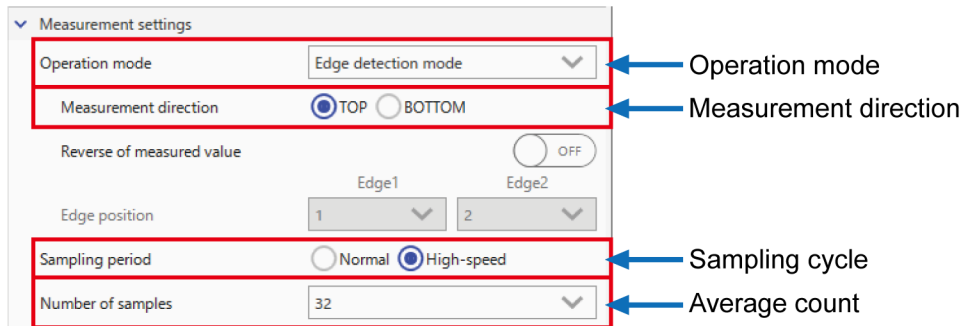 Measurement settings
Operation mode Edge detection mode Operation mode
Measurement direction TOP BOTTOM Measurement direction
Reverse of measured value OFF
Edge1 Edge2
Edge position 1 2
Sampling period Normal High-speed Sampling cycle
Number of samples 32 Average count